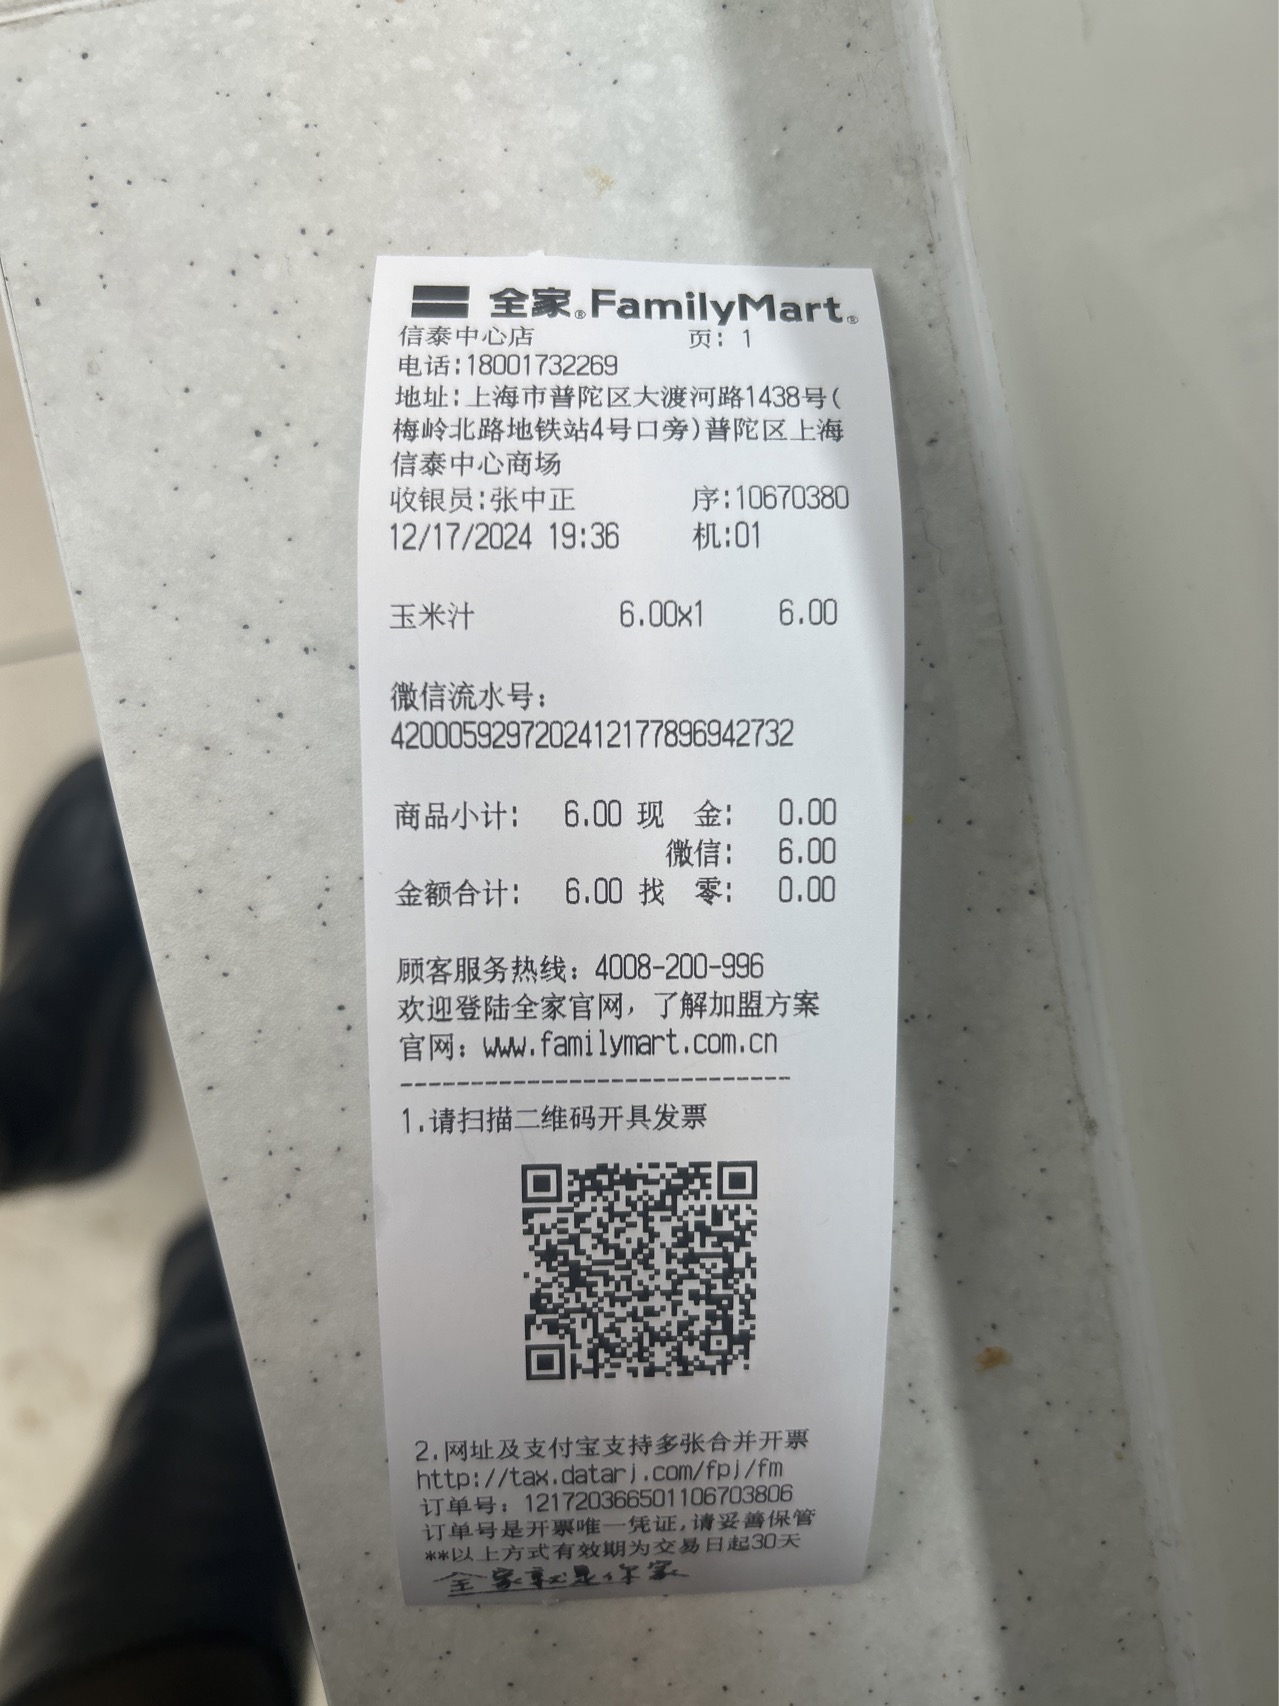 全家®FamilyMart®
信泰中心店 页: 1
电话:18001732269
地址:上海市普陀区大渡河路1438号(
梅岭北路地铁站4号口旁)普陀区上海
信泰中心商场
收银员:张中正 序:10670380
12/17/2024 19:36 机:01
玉米汁 6.00x1 6.00
微信流水号:
4200059297202412177896942732
商品小计: 6.00 现 金: 0.00
微信: 6.00
金额合计: 6.00 找 零: 0.00
顾客服务热线: 4008-200-996
欢迎登陆全家官网, 了解加盟方案
官网: www.familymart.com.cn
---------------------------
1.请扫描二维码开具发票
2.网址及支付宝支持多张合并开票
http://tax.datarj.com/fpj/fm
订单号: 121720366501106703806
订单号是开票唯一凭证,请妥善保管
**以上方式有效期为交易日起30天
全家就是你家